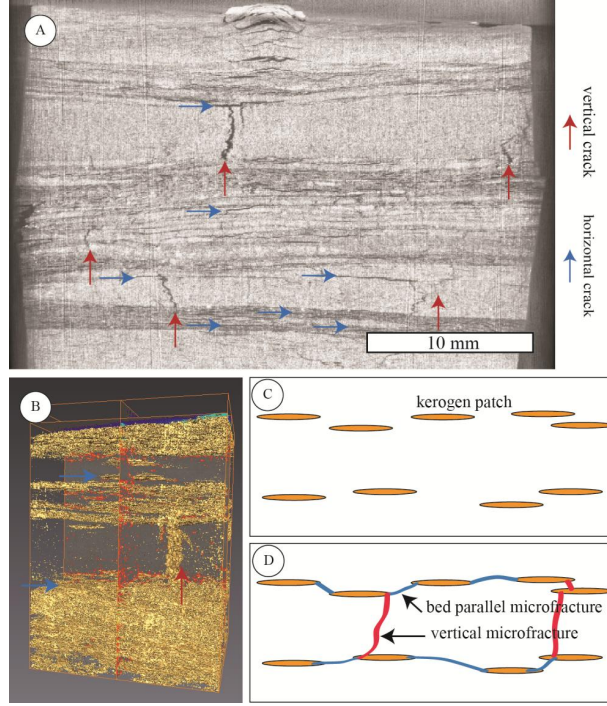 A
vertical crack
horizontal crack
10 mm
B
C
kerogen patch
D
bed parallel microfracture
vertical microfracture